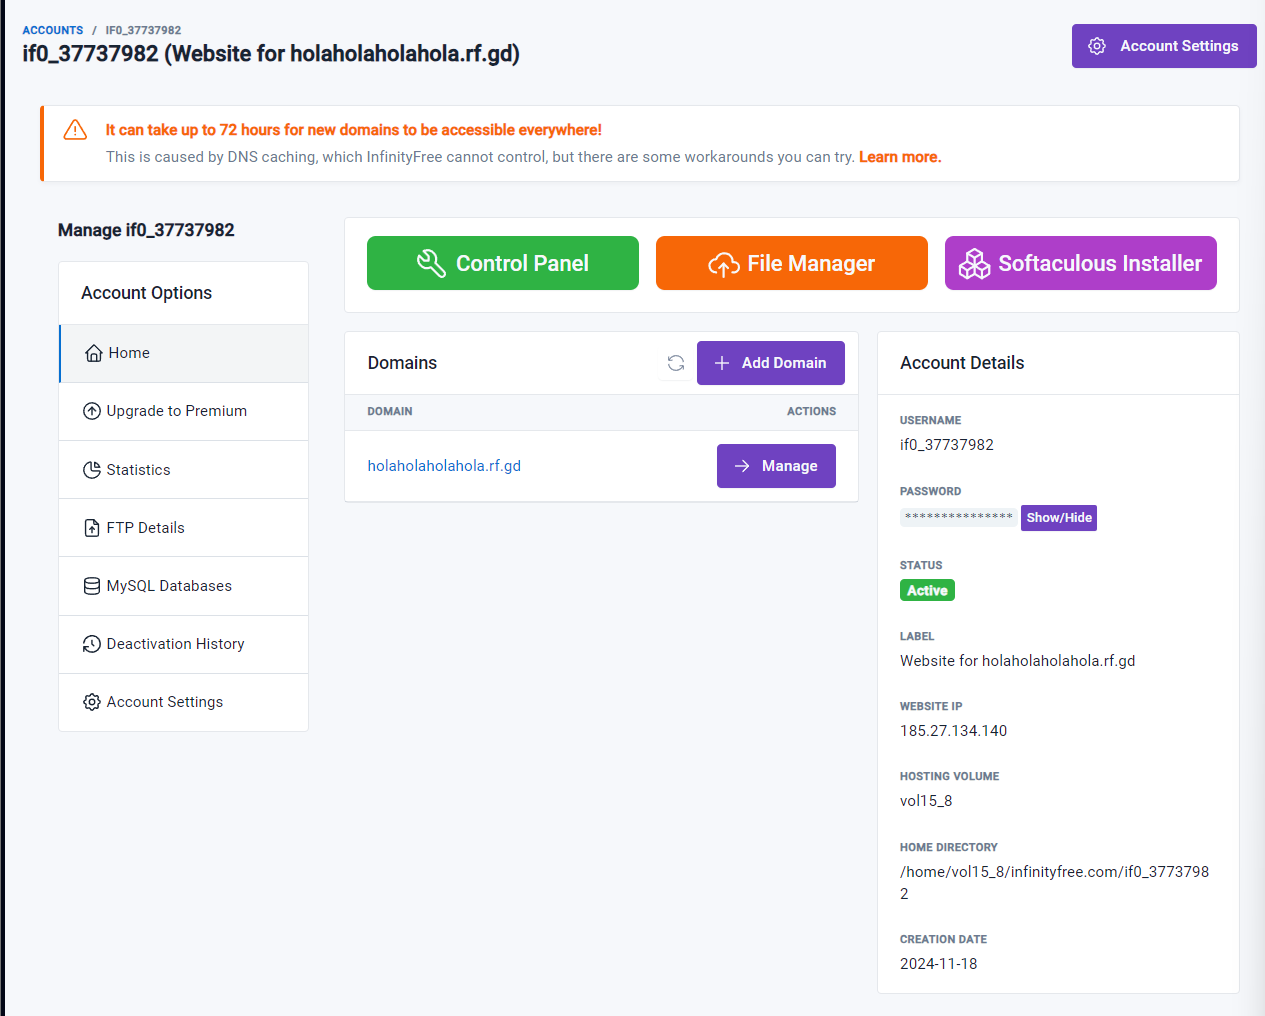 ACCOUNTS / IF0_37737982
if0_37737982 (Website for holaholaholahola.rf.gd)
Account Settings
It can take up to 72 hours for new domains to be accessible everywhere!
This is caused by DNS caching, which InfinityFree cannot control, but there are some workarounds you can try. Learn more.
Manage if0_37737982
Account Options
Home
Upgrade to Premium
Statistics
FTP Details
MySQL Databases
Deactivation History
Account Settings
Control Panel
File Manager
Softaculous Installer
Domains
Add Domain
DOMAIN ACTIONS
holaholaholahola.rf.gd
Manage
Account Details
USERNAME
if0_37737982
PASSWORD
*************** Show/Hide
STATUS
Active
LABEL
Website for holaholaholahola.rf.gd
WEBSITE IP
185.27.134.140
HOSTING VOLUME
vol15_8
HOME DIRECTORY
/home/vol15_8/infinityfree.com/if0_3773798
2
CREATION DATE
2024-11-18